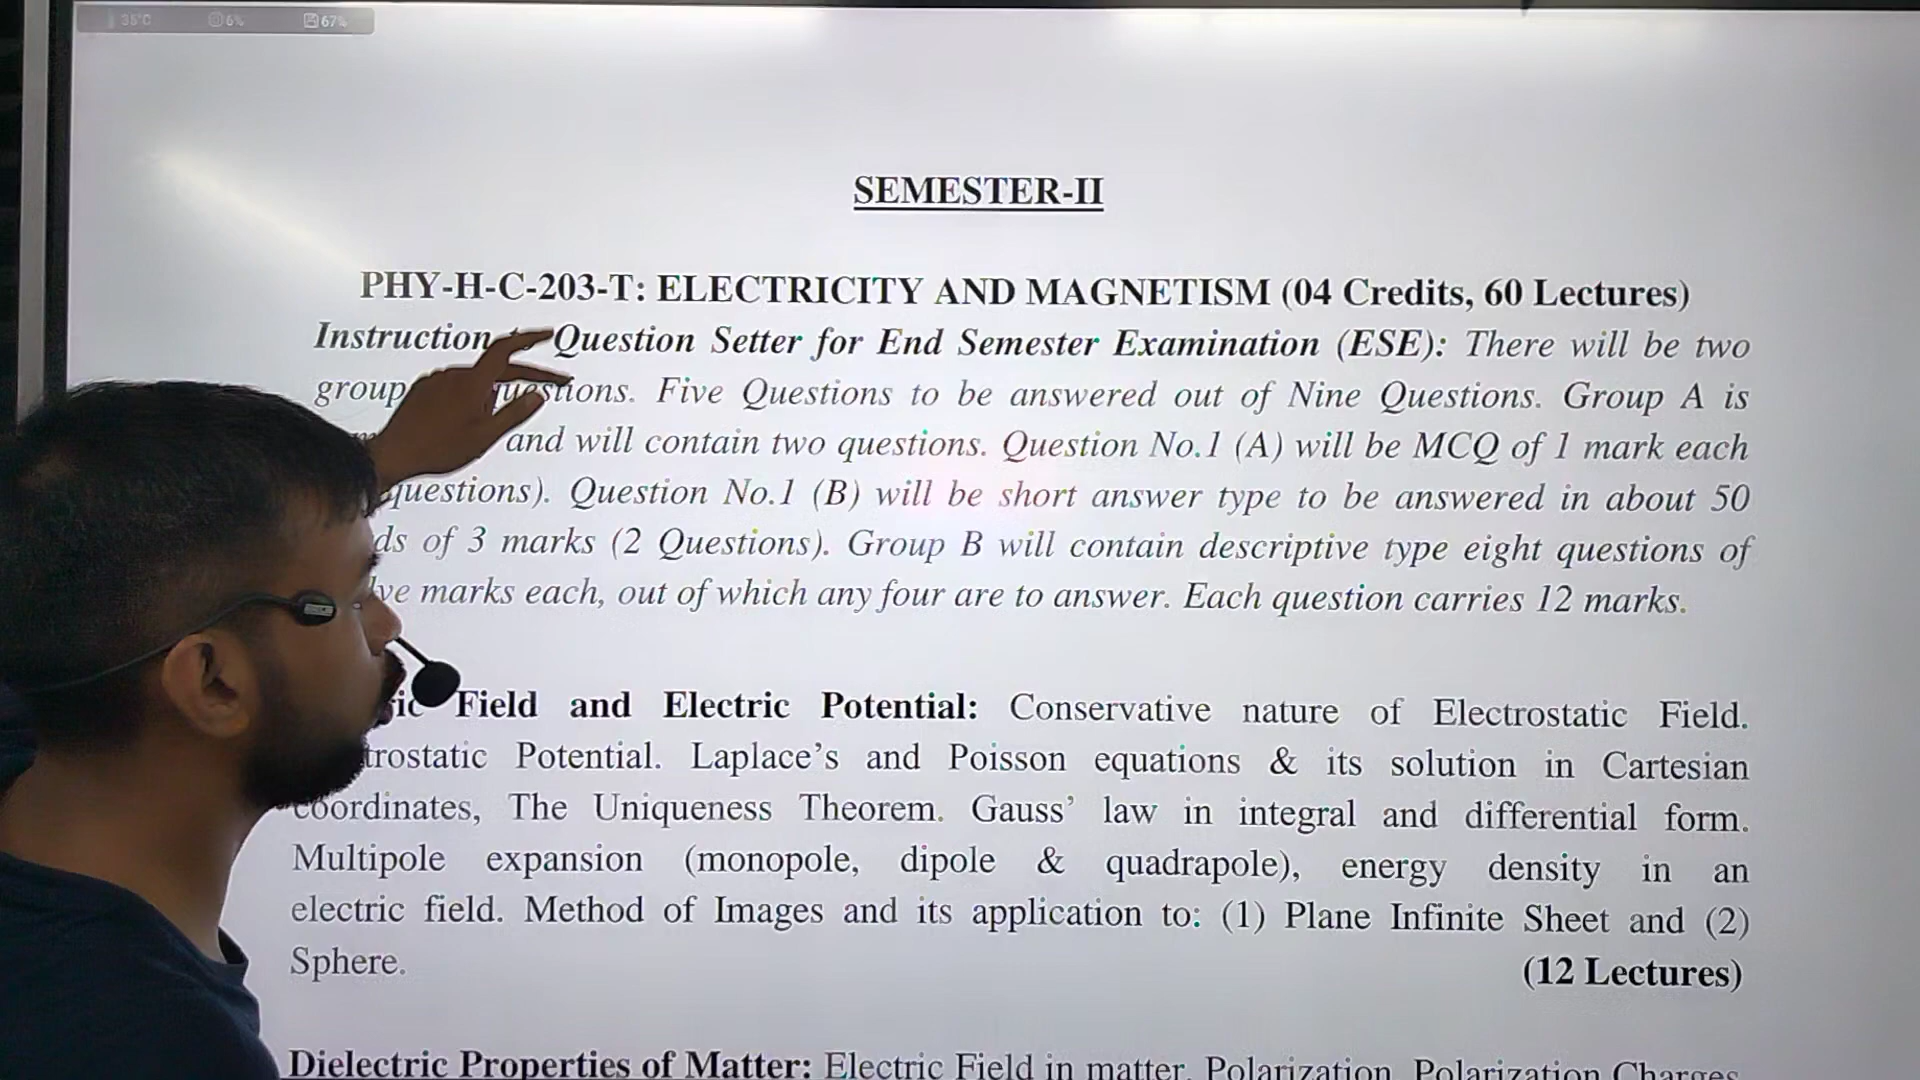 35°C 6% 67%
SEMESTER-II
PHY-H-C-203-T: ELECTRICITY AND MAGNETISM (04 Credits, 60 Lectures)
Instruction Question Setter for End Semester Examination (ESE): There will be two
group questions. Five Questions to be answered out of Nine Questions. Group A is
and will contain two questions. Question No.1 (A) will be MCQ of 1 mark each
questions). Question No.1 (B) will be short answer type to be answered in about 50
of 3 marks (2 Questions). Group B will contain descriptive type eight questions of
marks each, out of which any four are to answer. Each question carries 12 marks.
Field and Electric Potential: Conservative nature of Electrostatic Field.
trostatic Potential. Laplace’s and Poisson equations & its solution in Cartesian
coordinates, The Uniqueness Theorem. Gauss’ law in integral and differential form.
Multipole expansion (monopole, dipole & quadrapole), energy density in an
electric field. Method of Images and its application to: (1) Plane Infinite Sheet and (2)
Sphere. (12 Lectures)
Dielectric Properties of Matter: Electric Field in matter. Polarization, Polarization Charges.